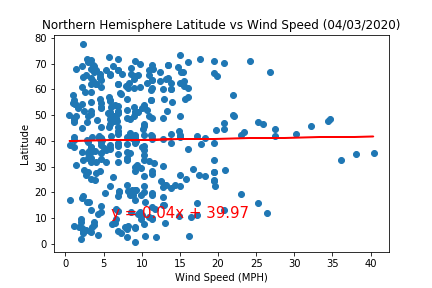 Northern Hemisphere Latitude vs Wind Speed (04/03/2020)
80
70
60
50
40
30
20
10
0
Latitude
y = 0.04x + 39.97
0 5 10 15 20 25 30 35 40
Wind Speed (MPH)